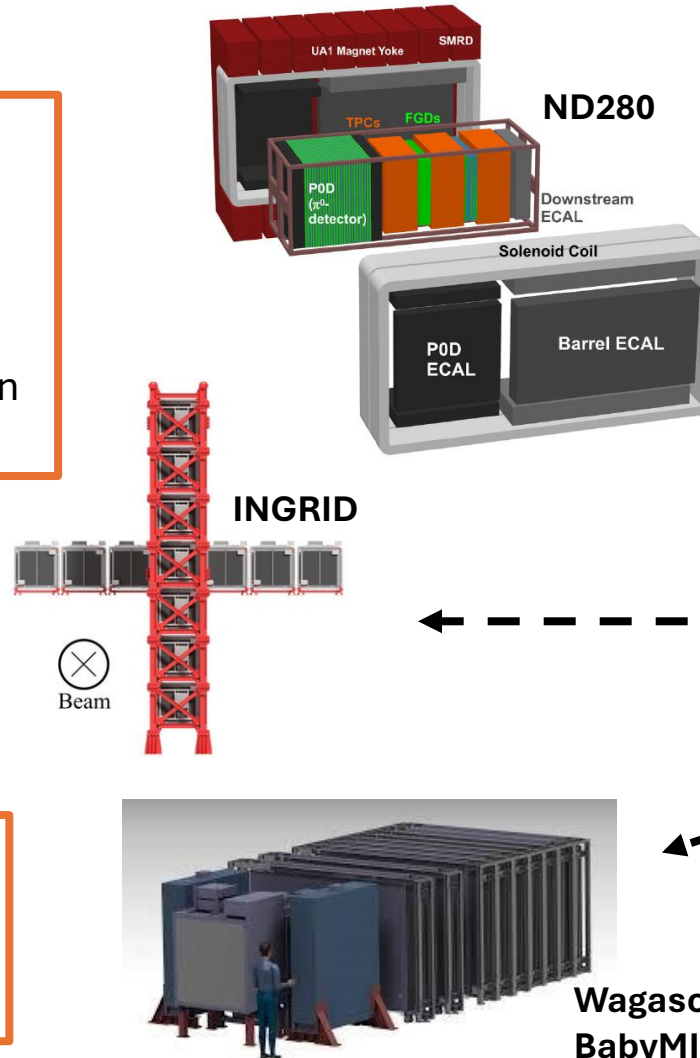 UA1 Magnet Yoke
SMRD
ND280
TPCs
FGDs
P0D
(π⁰-
detector)
Downstream
ECAL
Solenoid Coil
P0D
ECAL
Barrel ECAL
n
INGRID
Beam
BabyMI